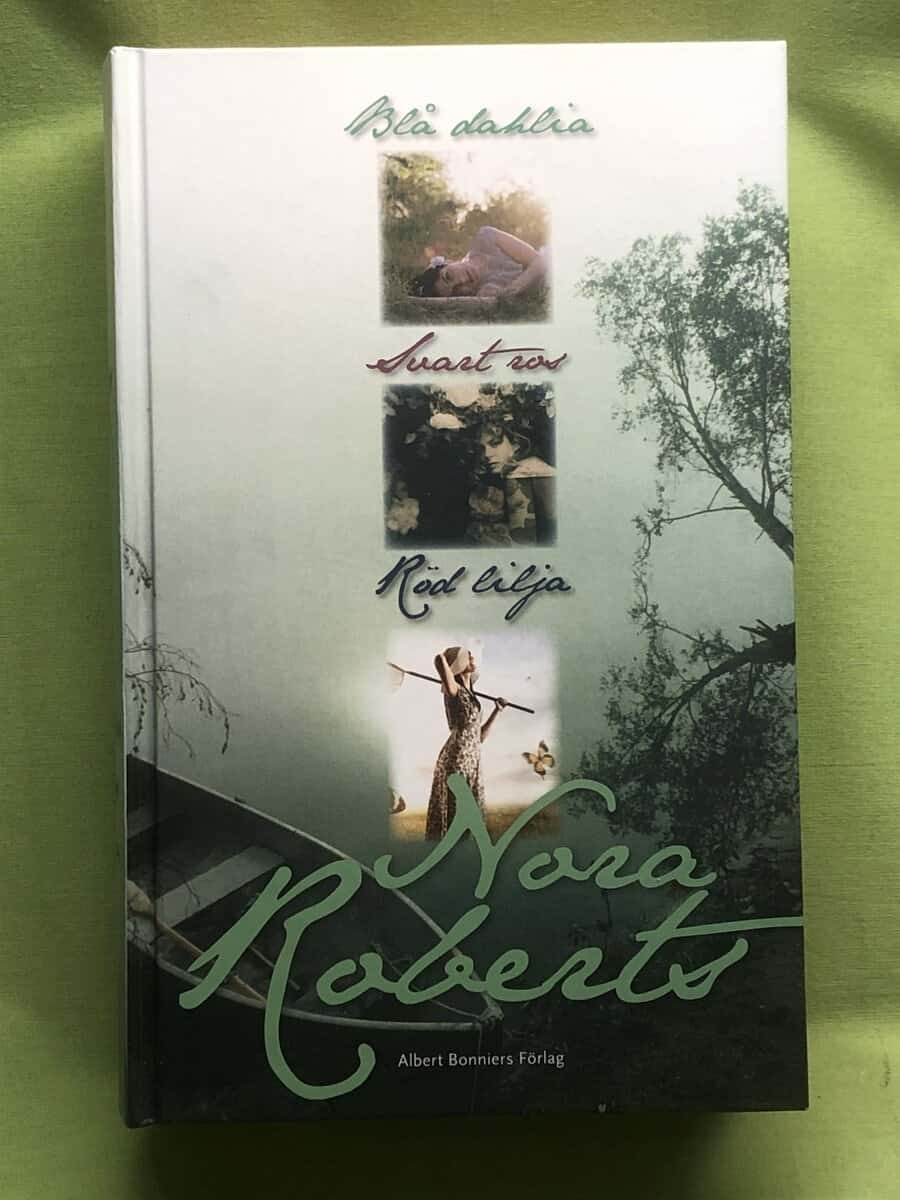 Blå dahlia
Svart ros
Röd lilja
Nora
Roberts
Albert Bonniers Förlag